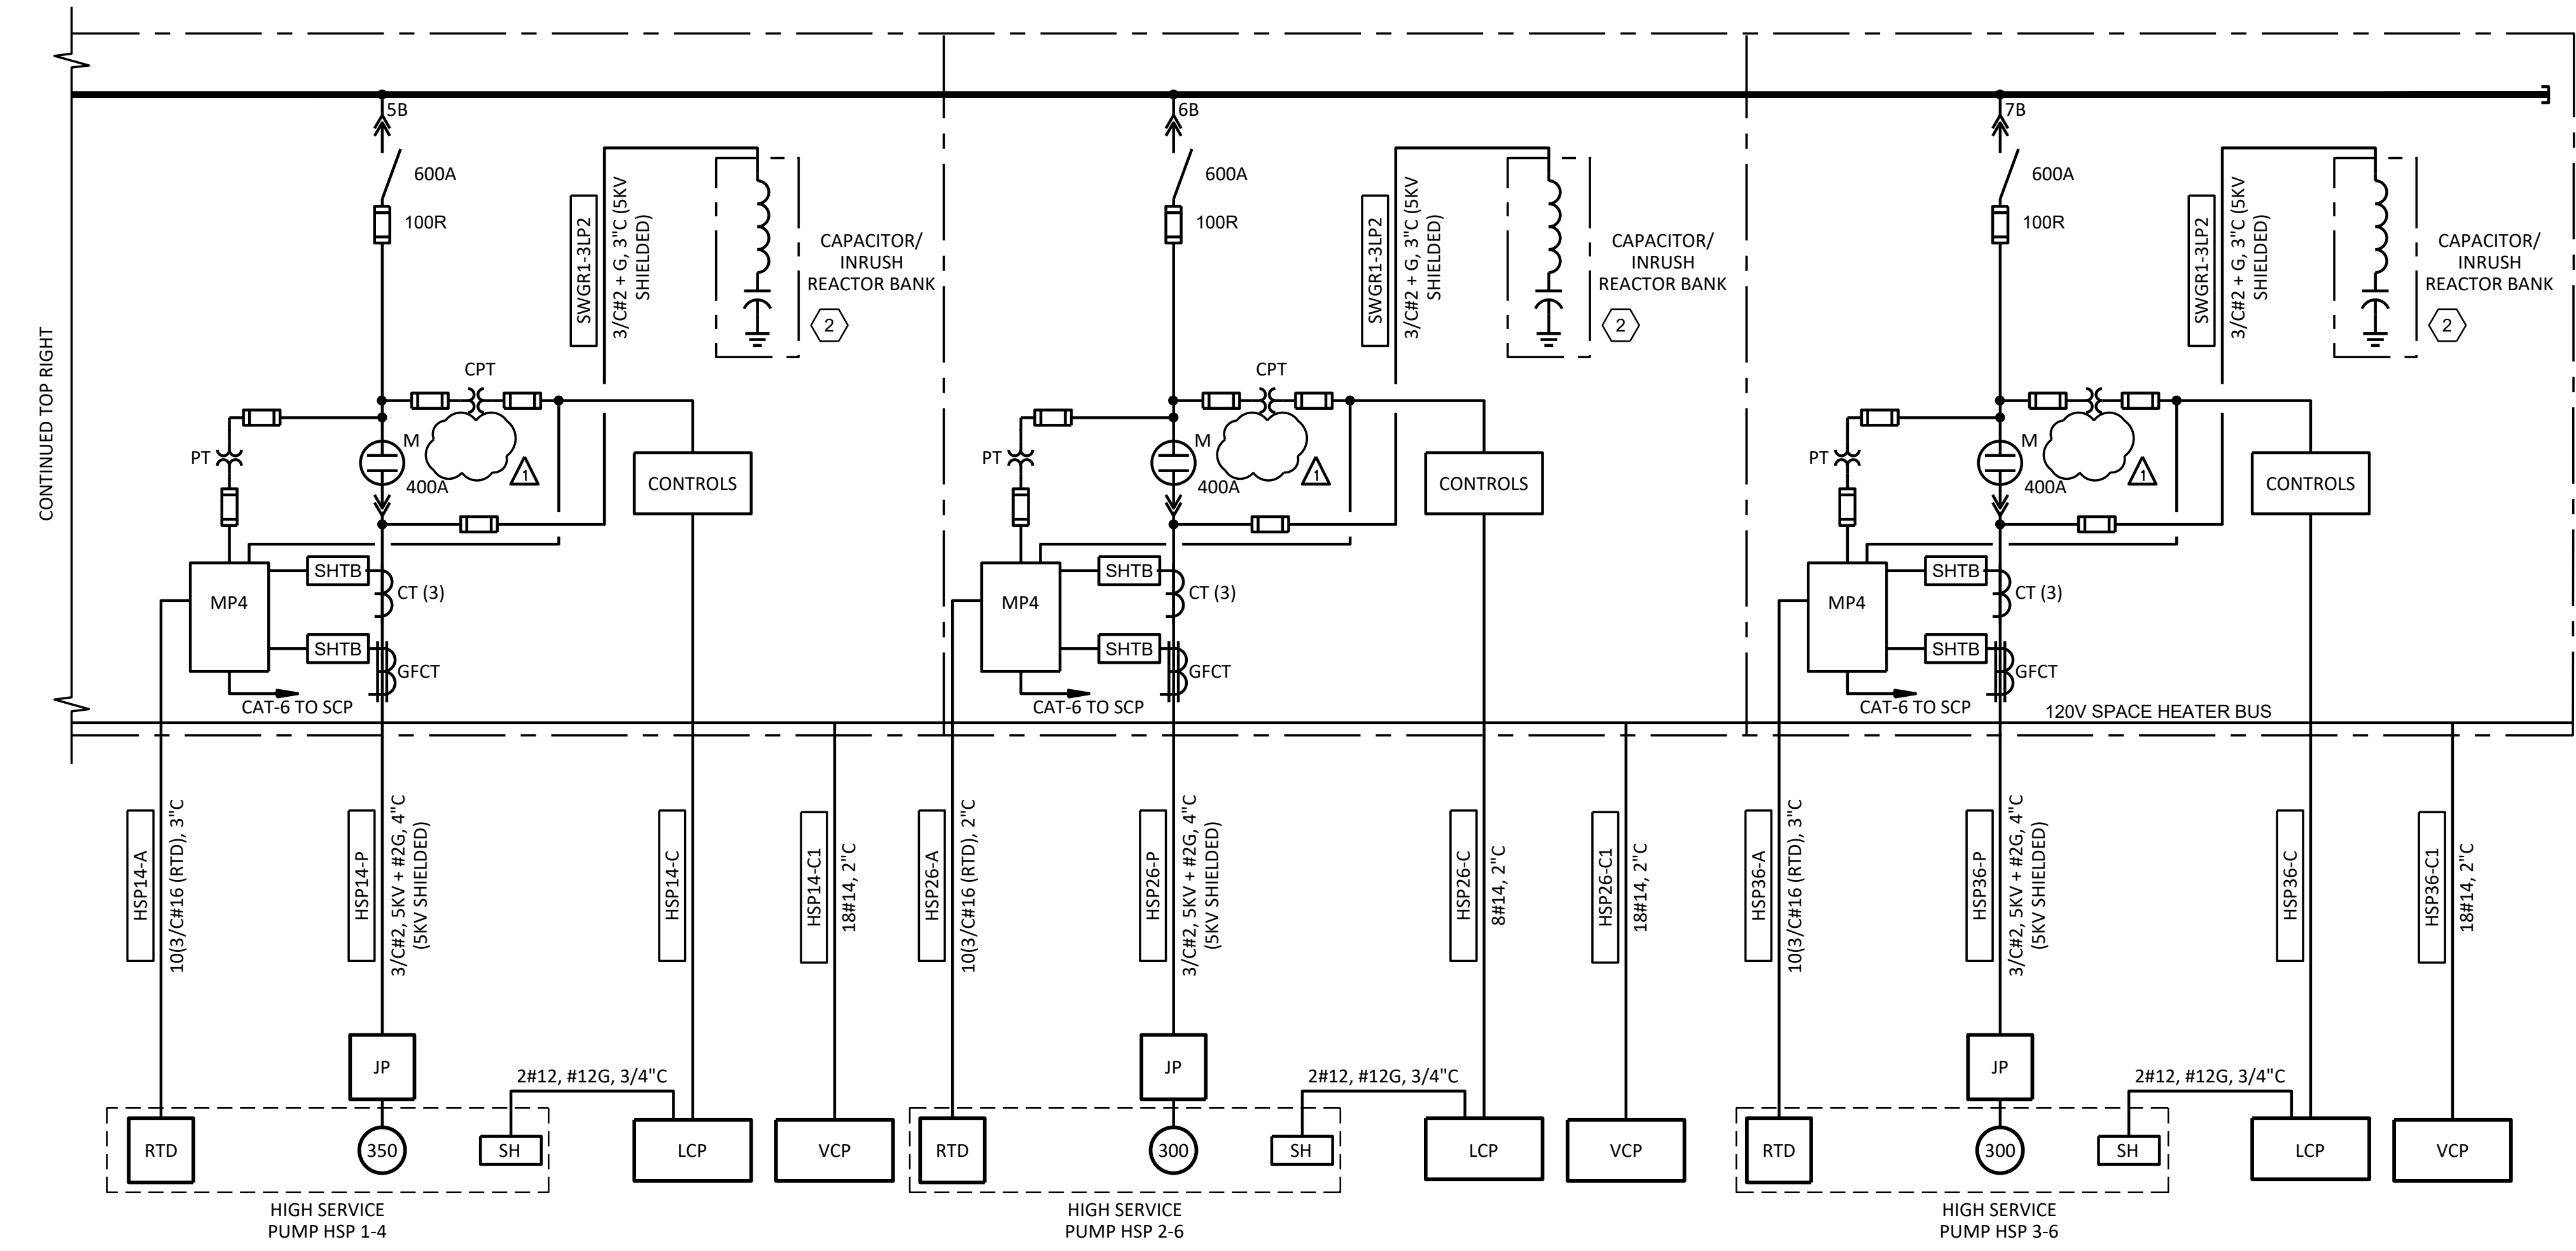 CONTINUED TOP RIGHT
5B
600A
100R
SWGR1-3LP2
3/C#2 + G, 3"C (5KV
SHIELDED)
CAPACITOR/
INRUSH
REACTOR BANK
2
CPT
PT
M
400A
1
CONTROLS
MP4
SHTB
CT (3)
SHTB
GFCT
CAT-6 TO SCP
6B
600A
100R
SWGR1-3LP2
3/C#2 + G, 3"C (5KV
SHIELDED)
CAPACITOR/
INRUSH
REACTOR BANK
2
CPT
PT
M
400A
1
CONTROLS
MP4
SHTB
CT (3)
SHTB
GFCT
CAT-6 TO SCP
7B
600A
100R
SWGR1-3LP2
3/C#2 + G, 3"C (5KV
SHIELDED)
CAPACITOR/
INRUSH
REACTOR BANK
2
PT
M
400A
1
CONTROLS
MP4
SHTB
CT (3)
SHTB
GFCT
CAT-6 TO SCP
120V SPACE HEATER BUS
HSP14-A
10(3/C#16 (RTD), 3"C
HSP14-P
3/C#2, 5KV + #2G, 4"C
(5KV SHIELDED)
HSP14-C
HSP14-C1
18#14, 2"C
HSP26-A
10(3/C#16 (RTD), 2"C
HSP26-P
3/C#2, 5KV + #2G, 4"C
(5KV SHIELDED)
HSP26-C
8#14, 2"C
HSP26-C1
18#14, 2"C
HSP36-A
10(3/C#16 (RTD), 3"C
HSP36-P
3/C#2, 5KV + #2G, 4"C
(5KV SHIELDED)
HSP36-C
HSP36-C1
18#14, 2"C
JP
2#12, #12G, 3/4"C
RTD
350
SH
LCP
VCP
HIGH SERVICE
PUMP HSP 1-4
JP
2#12, #12G, 3/4"C
RTD
300
SH
LCP
VCP
HIGH SERVICE
PUMP HSP 2-6
JP
2#12, #12G, 3/4"C
RTD
300
SH
LCP
VCP
HIGH SERVICE
PUMP HSP 3-6